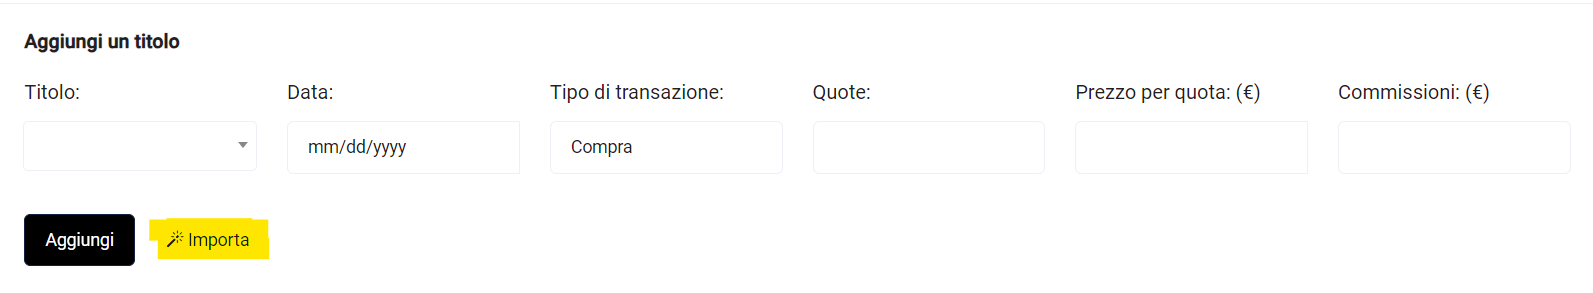 Aggiungi un titolo
Titolo: Data: Tipo di transazione: Quote: Prezzo per quota: (€) Commissioni: (€)
mm/dd/yyyy Compra
Aggiungi Importa